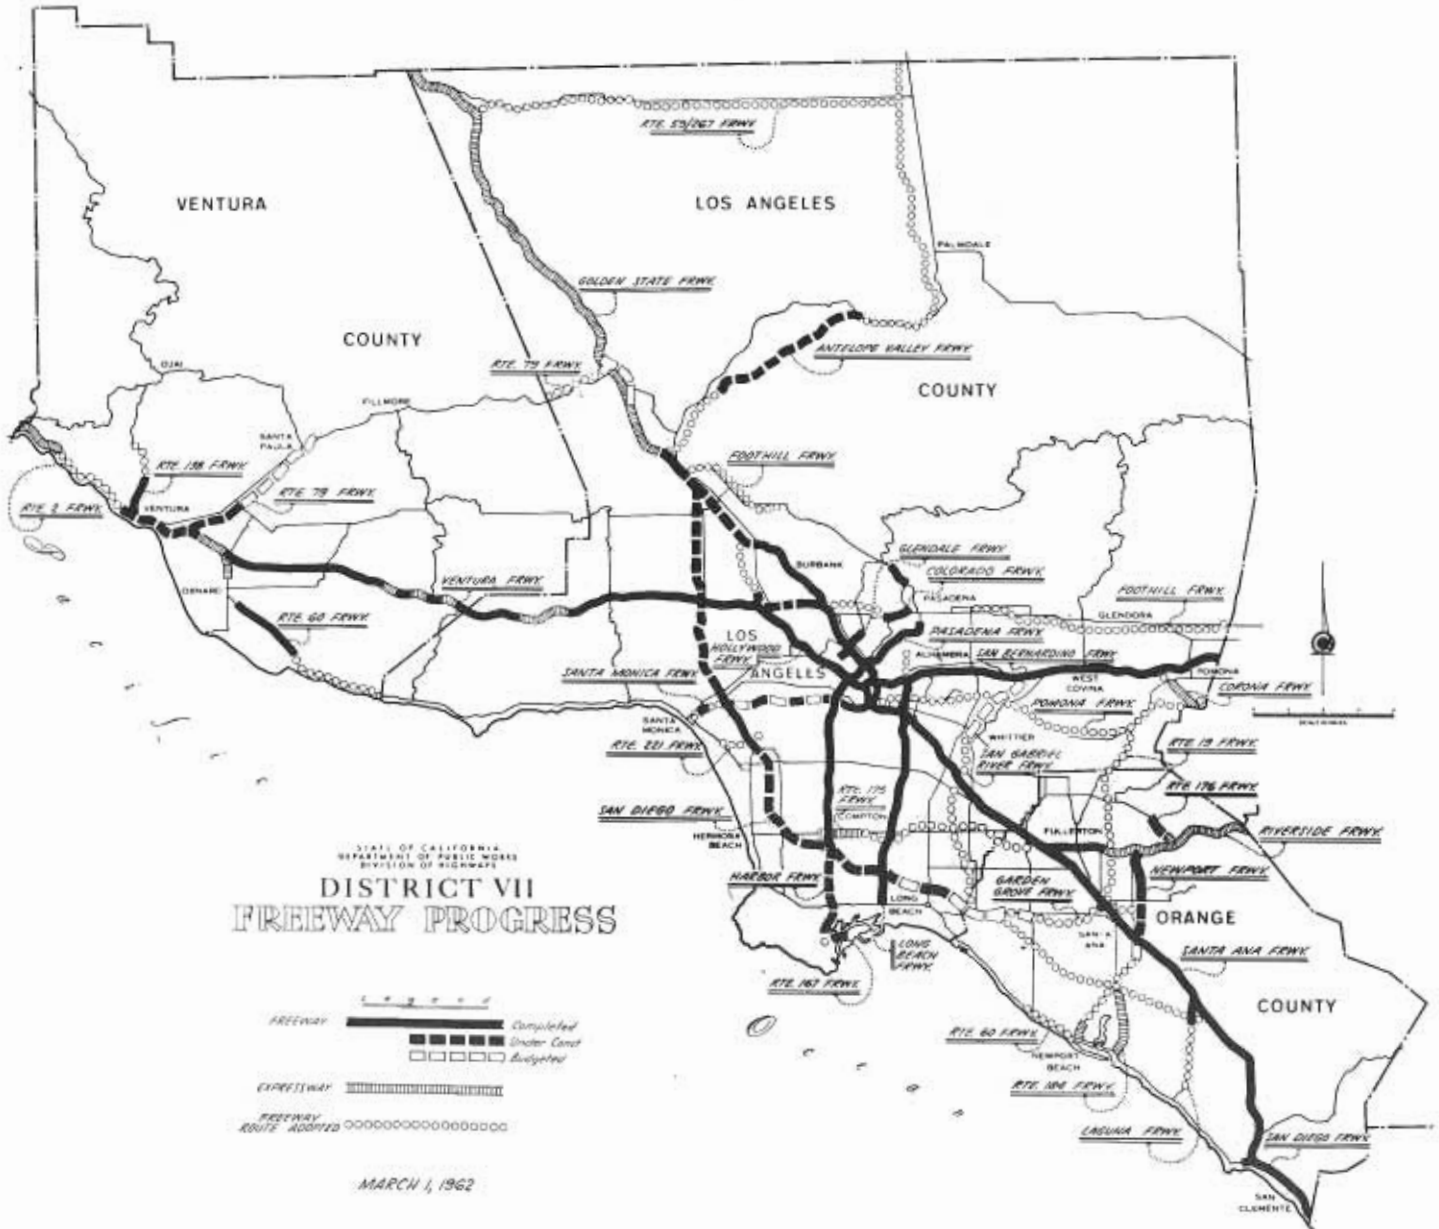 RTE. 59/267 FRWY.
VENTURA
LOS ANGELES
PALMDALE
GOLDEN STATE FRWY.
COUNTY
RTE. 79 FRWY.
ANTELOPE VALLEY FRWY.
OJAI
COUNTY
FILLMORE
SANTA
PAULA
FOOTHILL FRWY.
RTE. 138 FRWY.
RTE. 79 FRWY.
RTE. 2 FRWY.
VENTURA
GLENDALE FRWY.
BURBANK
COLORADO FRWY.
VENTURA FRWY.
FOOTHILL FRWY.
OXNARD
PASADENA
GLENDORA
RTE. 60 FRWY.
LOS
PASADENA FRWY.
HOLLYWOOD
FRWY.
ALHAMBRA
SAN BERNARDINO FRWY.
SANTA MONICA FRWY.
ANGELES
WEST
COVINA
POMONA
CORONA FRWY.
POMONA FRWY.
SANTA
MONICA
WHITTIER
RTE. 221 FRWY.
SAN GABRIEL
RIVER FRWY.
RTE. 19 FRWY.
RTE. 175
FRWY.
RTE. 176 FRWY.
SAN DIEGO FRWY.
COMPTON
HERMOSA
BEACH
FULLERTON
RIVERSIDE FRWY.
STATE OF CALIFORNIA
DEPARTMENT OF PUBLIC WORKS
DIVISION OF HIGHWAYS
DISTRICT VII
FREEWAY PROGRESS
HARBOR FRWY.
GARDEN
GROVE FRWY.
NEWPORT FRWY.
LONG
BEACH
ORANGE
SANTA
ANA
LONG
BEACH
FRWY.
SANTA ANA FRWY.
RTE. 167 FRWY.
COUNTY
Legend
FREEWAY
Completed
Under Const
Budgeted
RTE. 60 FRWY.
NEWPORT
BEACH
EXPRESSWAY
RTE. 184 FRWY.
FREEWAY
ROUTE ADOPTED
LAGUNA FRWY.
SAN DIEGO FRWY.
MARCH 1, 1962
SAN
CLEMENTE